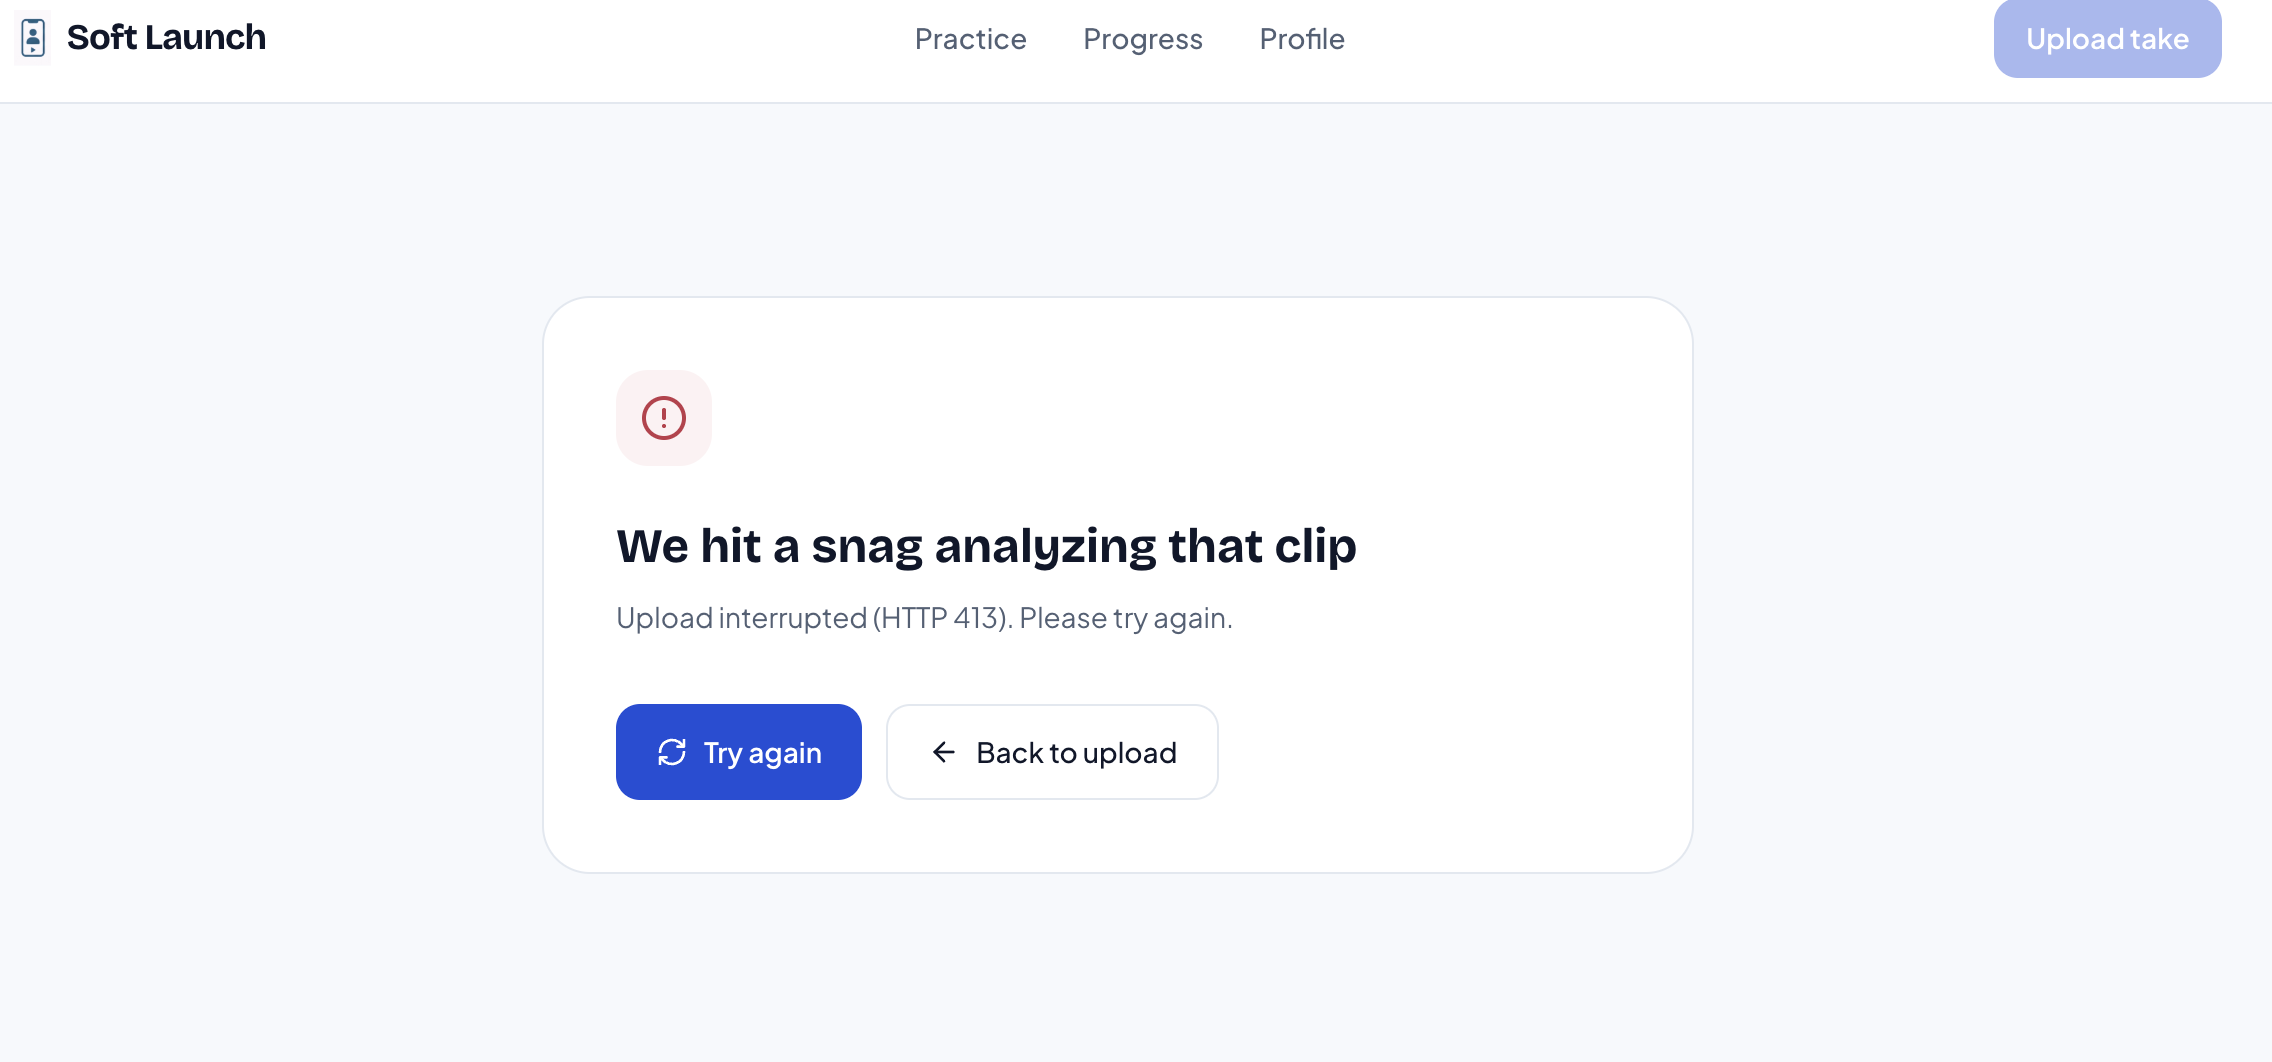 Soft Launch
Practice
Progress
Profile
Upload take
We hit a snag analyzing that clip
Upload interrupted (HTTP 413). Please try again.
Try again
Back to upload